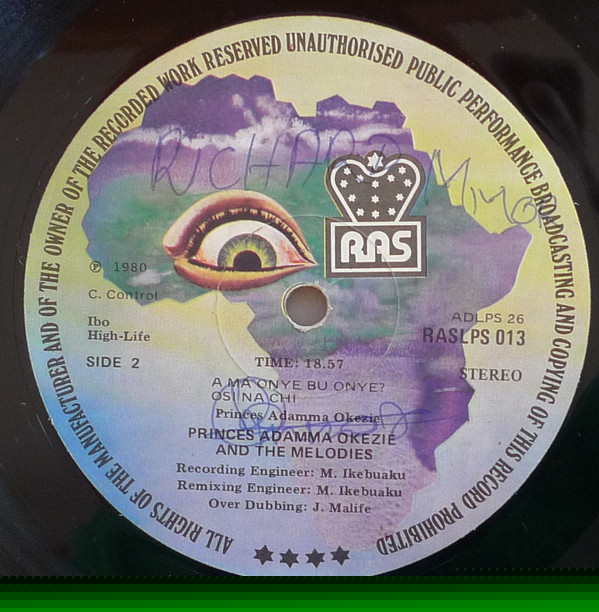 ALL RIGHTS OF THE MANUFACTURER AND OF THE OWNER OF THE RECORDED WORK RESERVED UNAUTHORISED PUBLIC PERFORMANCE BROADCASTING AND COPYING OF THIS RECORD PROHIBITED
RICHARD
RAS
℗ 1980
C. Control
Ibo
High-Life
SIDE 2
TIME: 18.57
ADLPS 26
RASLPS 013
STEREO
A MA ONYE BU ONYE?
OSI NA CHI
Princes Adamma Okezie
PRINCES ADAMMA OKEZIE
AND THE MELODIES
Recording Engineer: M. Ikebuaku
Remixing Engineer: M. Ikebuaku
Over Dubbing: J. Malife